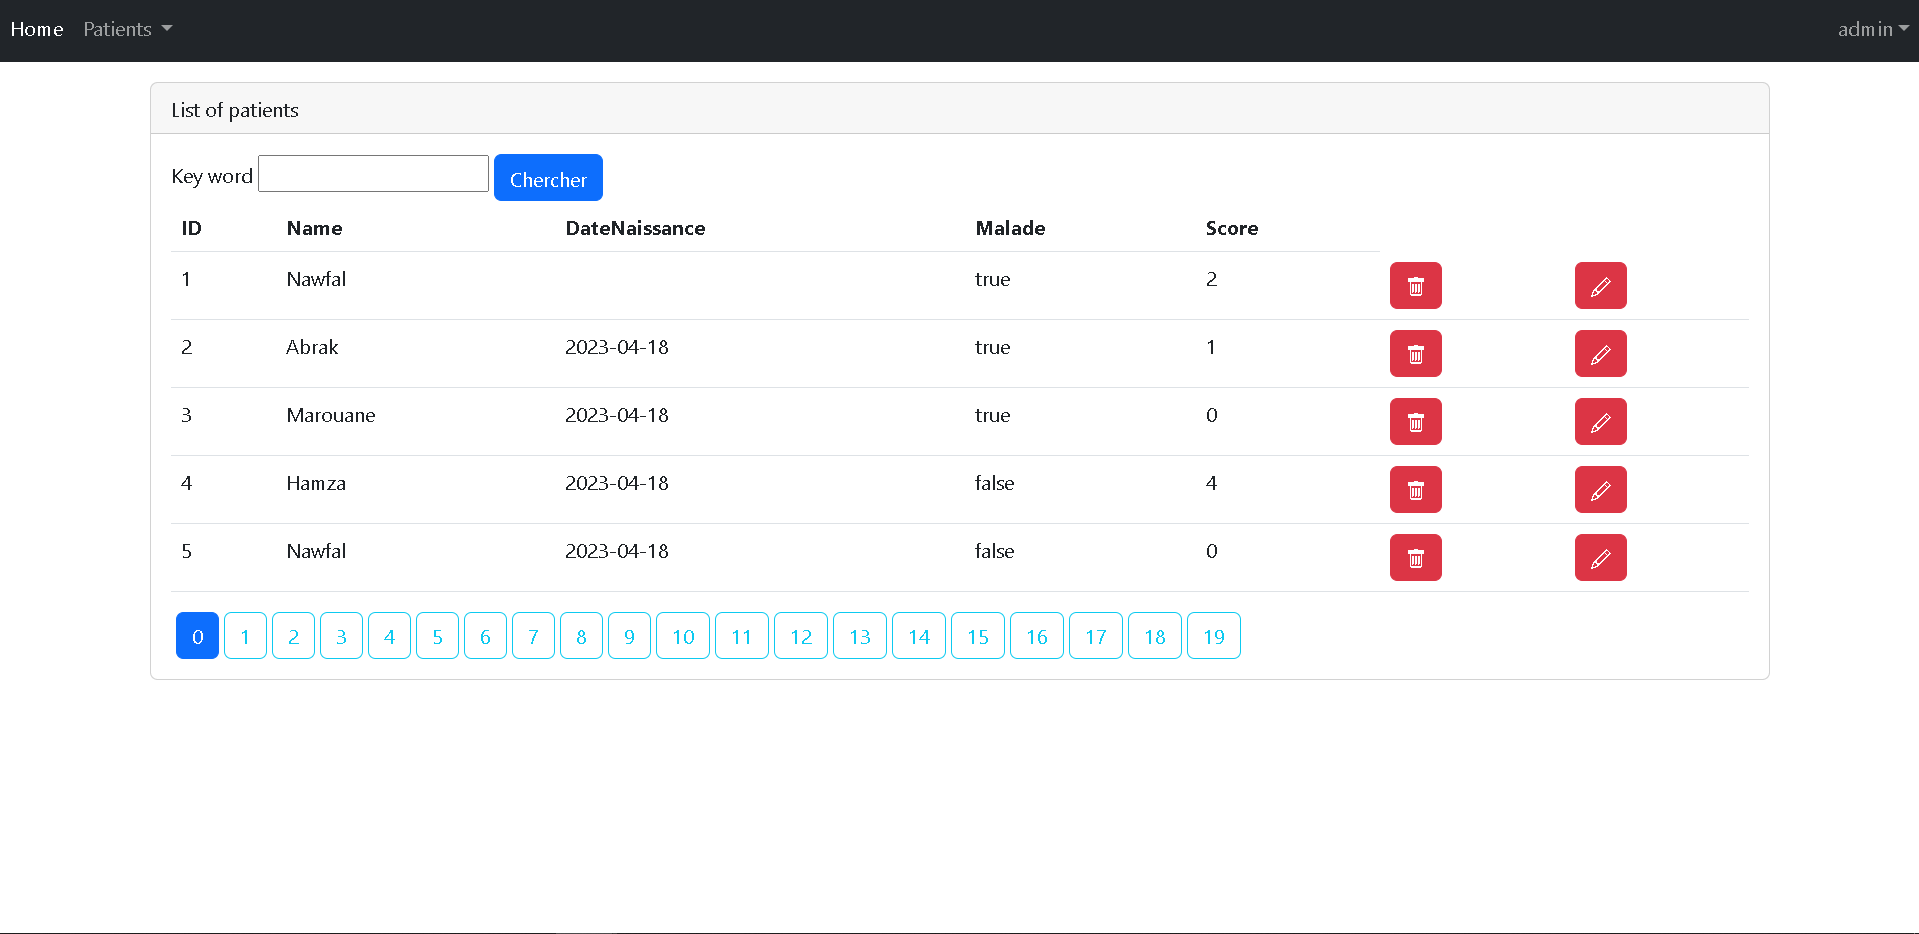 Home Patients admin
List of patients
Key word Chercher
ID Name DateNaissance Malade Score
1 Nawfal true 2
2 Abrak 2023-04-18 true 1
3 Marouane 2023-04-18 true 0
4 Hamza 2023-04-18 false 4
5 Nawfal 2023-04-18 false 0
0 1 2 3 4 5 6 7 8 9 10 11 12 13 14 15 16 17 18 19